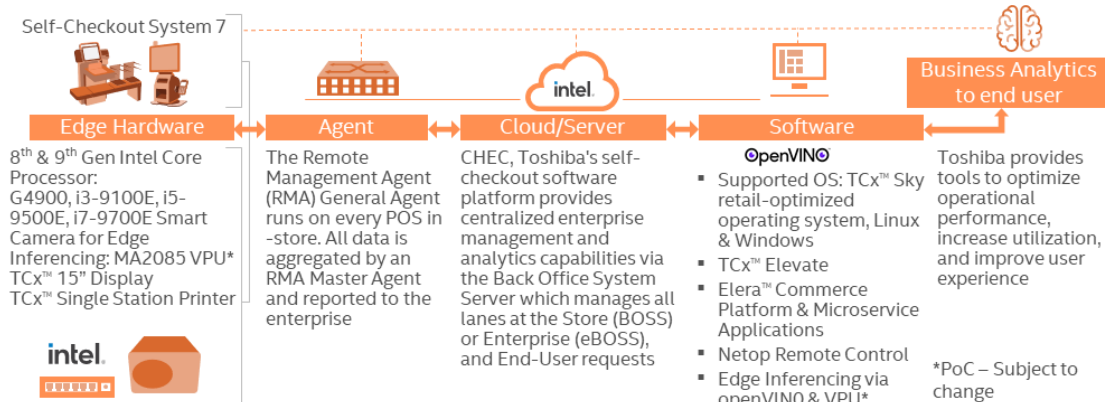 Self-Checkout System 7
intel.
Business Analytics
to end user
Edge Hardware
Agent
Cloud/Server
Software
8th & 9th Gen Intel Core
Processor:
G4900, i3-9100E, i5-
9500E, i7-9700E Smart
Camera for Edge
Inferencing: MA2085 VPU*
TCx™ 15” Display
TCx™ Single Station Printer
intel.
The Remote
Management Agent
(RMA) General Agent
runs on every POS in
-store. All data is
aggregated by an
RMA Master Agent
and reported to the
enterprise
CHEC, Toshiba's self-
checkout software
platform provides
centralized enterprise
management and
analytics capabilities via
the Back Office System
Server which manages all
lanes at the Store (BOSS)
or Enterprise (eBOSS),
and End-User requests
OpenVINO
▪ Supported OS: TCx™ Sky
retail-optimized
operating system, Linux
& Windows
▪ TCx™ Elevate
▪ Elera™ Commerce
Platform & Microservice
Applications
▪ Netop Remote Control
▪ Edge Inferencing via
openVIN0 & VPU*
Toshiba provides
tools to optimize
operational
performance,
increase utilization,
and improve user
experience
*PoC – Subject to
change